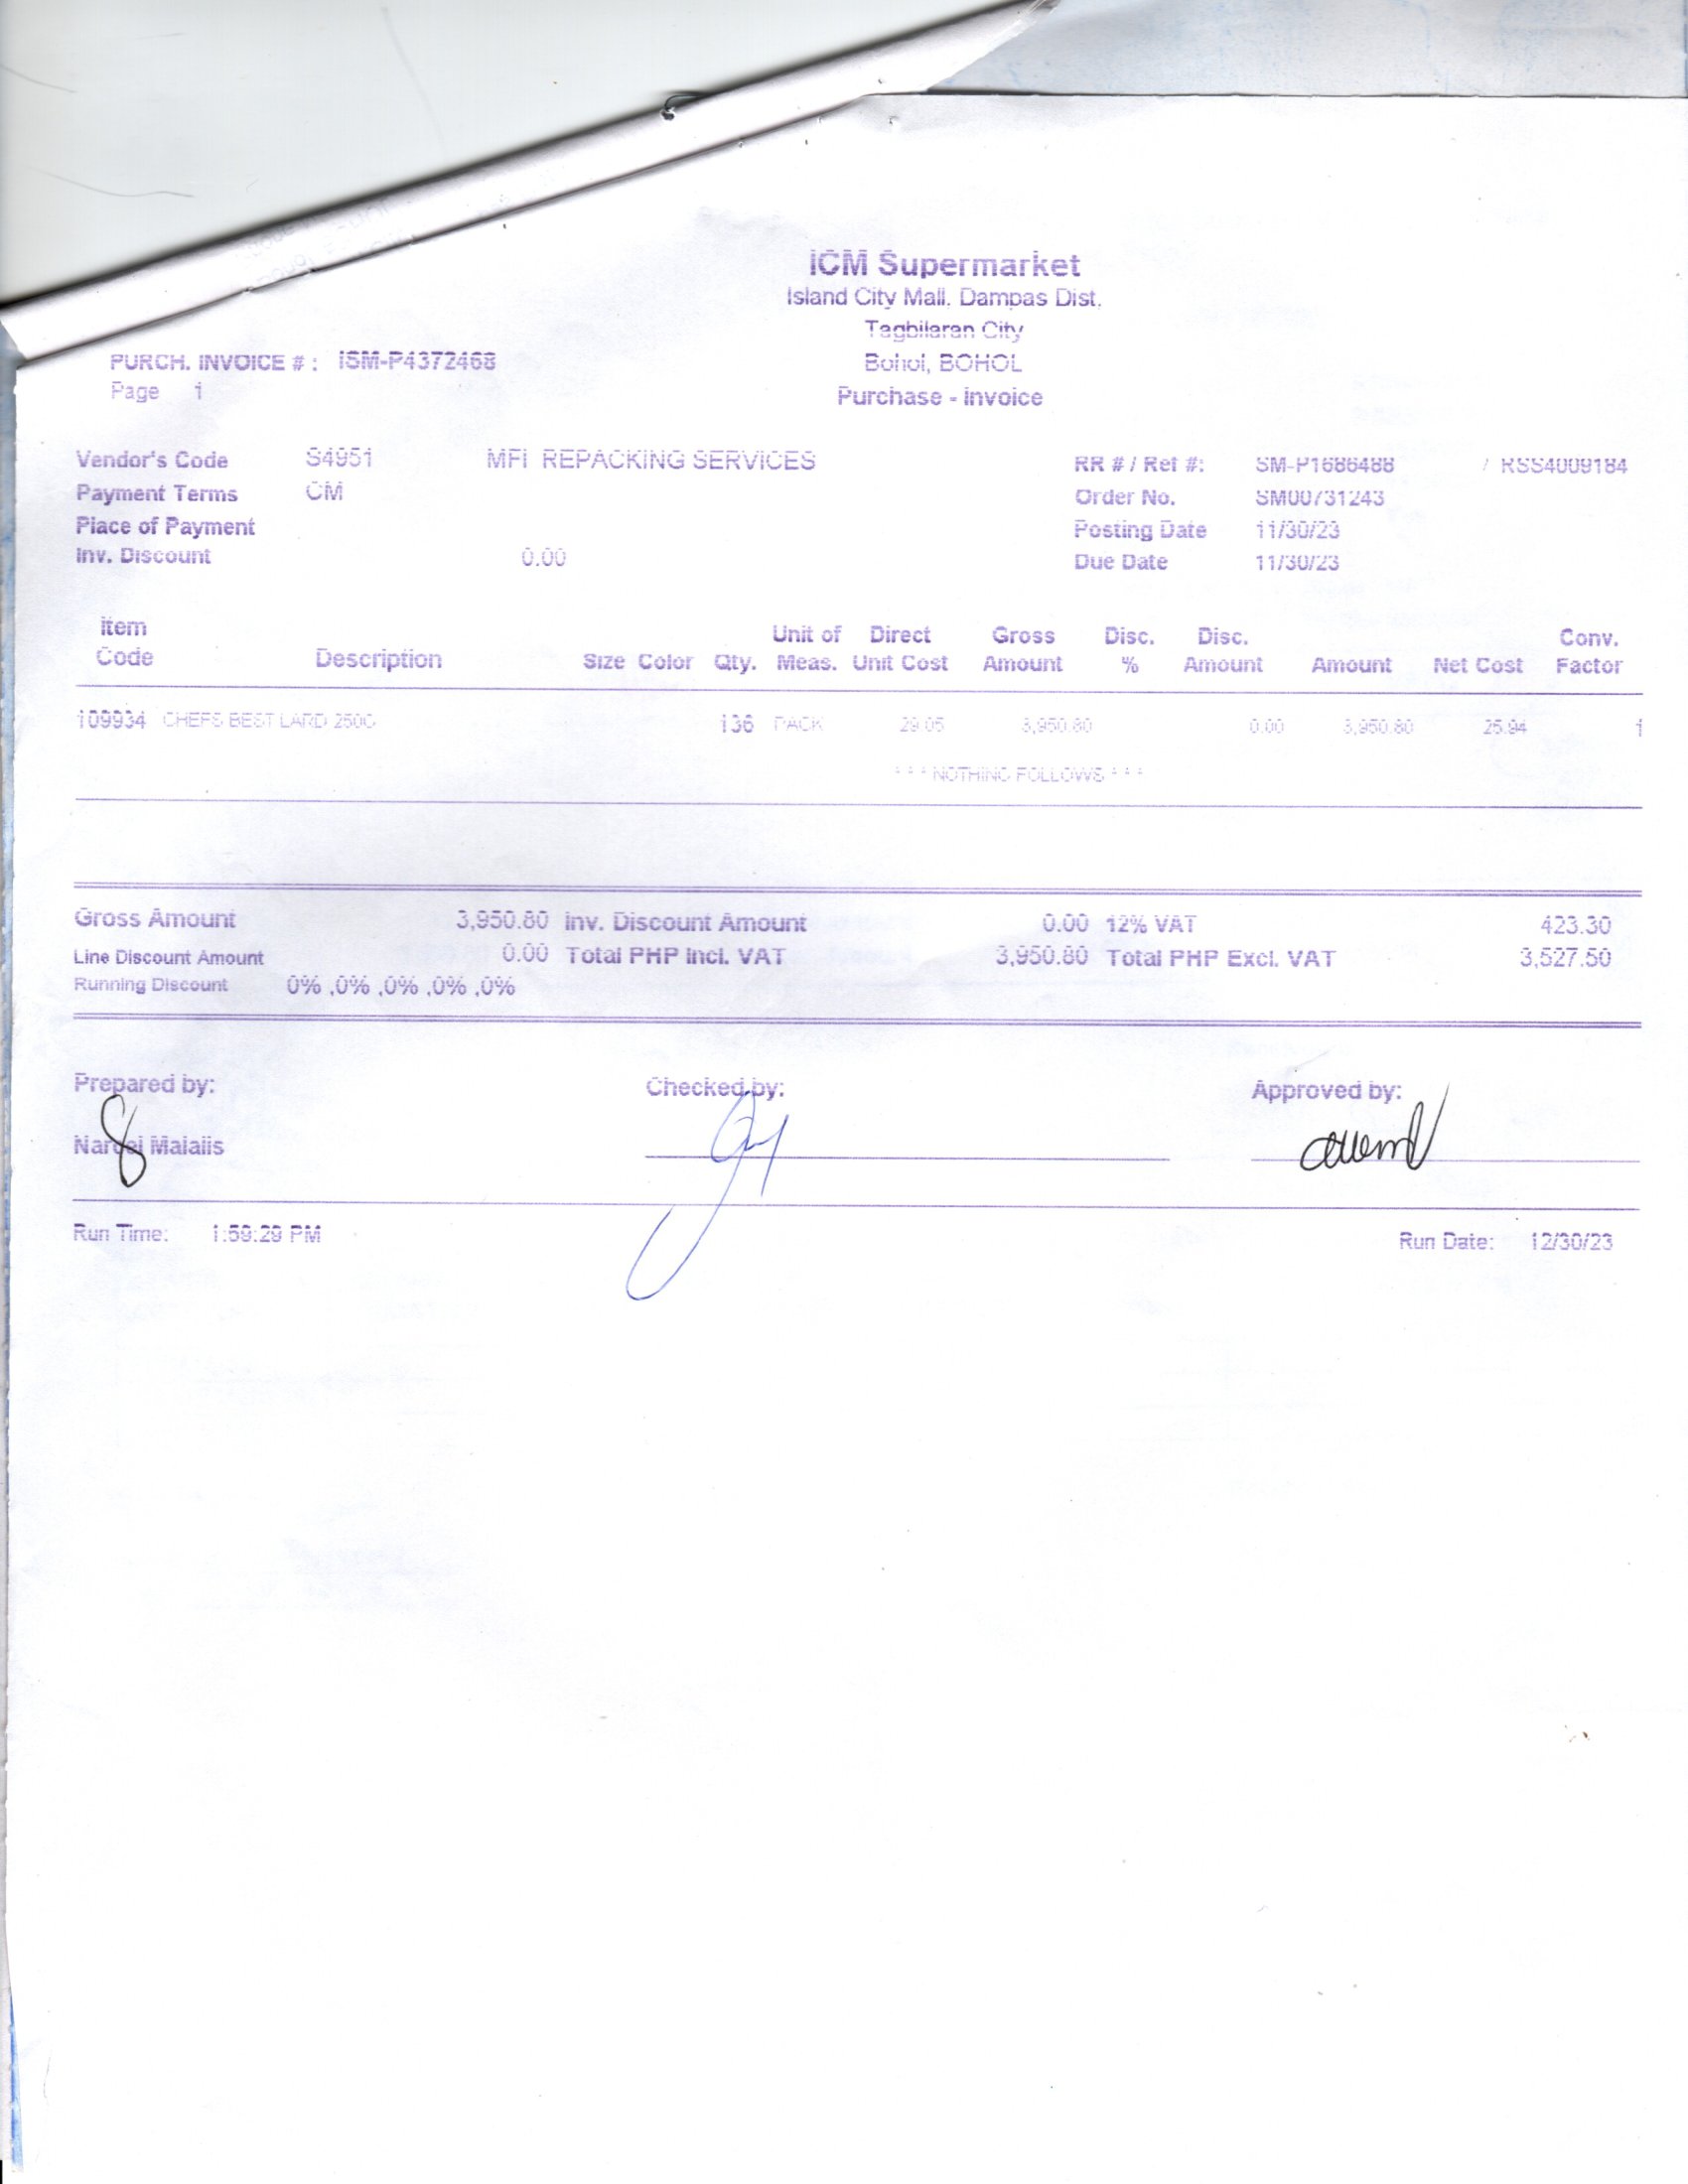 ICM Supermarket
Island City Mall. Dampas Dist.
Tagbilaran City
Bohol, BOHOL
Purchase - Invoice
PURCH. INVOICE # : ISM-P4372468
Page 1
Vendor's Code S4951 MFI REPACKING SERVICES
Payment Terms CM
Place of Payment
Inv. Discount 0.00
RR # / Ref #: SM-P1686488 / RSS4009184
Order No. SM00731243
Posting Date 11/30/23
Due Date 11/30/23
Item Code Description Size Color Qty. Unit of Meas. Direct Unit Cost Gross Amount Disc. % Disc. Amount Amount Net Cost Conv. Factor
109934 CHEFS BEST LARD 250G 136 PACK 29.05 3,950.80 0.00 3,950.80 25.94 1
* * * NOTHING FOLLOWS * * *
Gross Amount 3,950.80 Inv. Discount Amount 0.00 12% VAT 423.30
Line Discount Amount 0.00 Total PHP Incl. VAT 3,950.80 Total PHP Excl. VAT 3,527.50
Running Discount 0% ,0% ,0% ,0% ,0%
Prepared by: Checked by: Approved by:
Run Time: 1:59:29 PM Run Date: 12/30/23